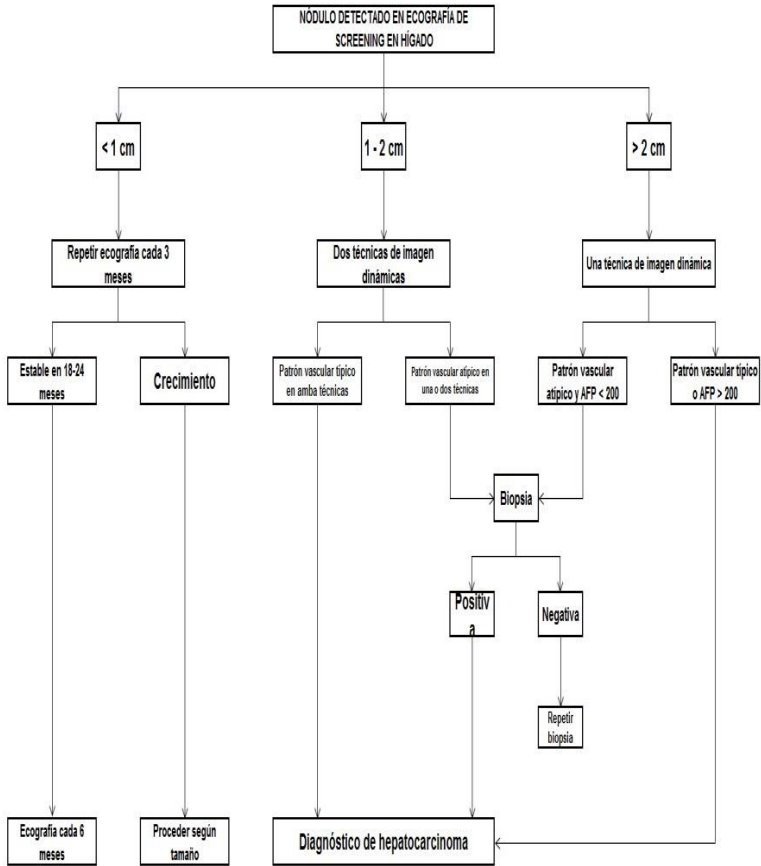 NÓDULO DETECTADO EN ECOGRAFÍA DE
SCREENING EN HÍGADO
< 1 cm
1 - 2 cm
> 2 cm
Repetir ecografía cada 3
meses
Dos técnicas de imagen
dinámicas
Una técnica de imagen dinámica
Estable en 18-24
meses
Crecimiento
Patrón vascular típico
en amba técnicas
Patrón vascular atípico en
una o dos técnicas
Patrón vascular
atípico y AFP < 200
Patrón vascular típico
o AFP > 200
Biopsia
Positiv
a
Negativa
Repetir
biopsia
Ecografía cada 6
meses
Proceder según
tamaño
Diagnóstico de hepatocarcinoma